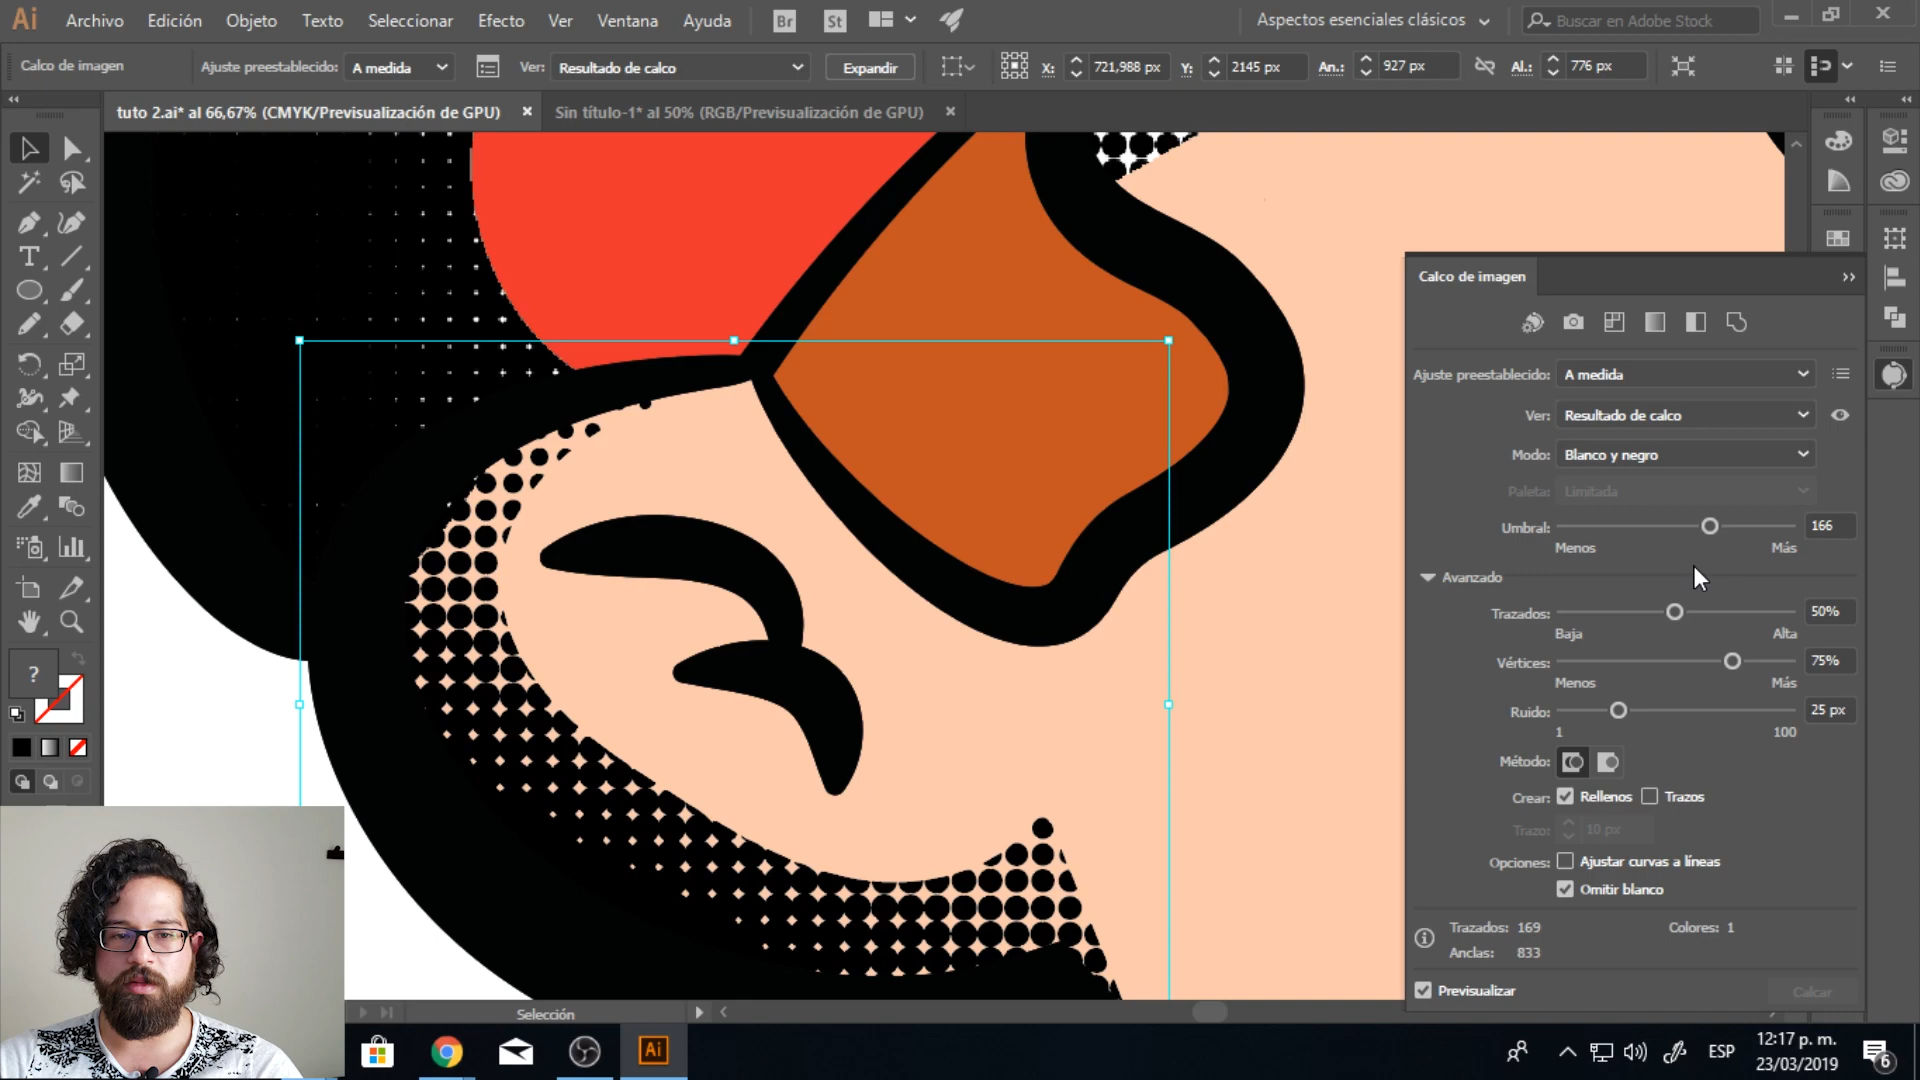 Ai Archivo Edición Objeto Texto Seleccionar Efecto Ver Ventana Ayuda Br St Aspectos esenciales clásicos Buscar en Adobe Stock
Calco de imagen Ajuste preestablecido: A medida Ver: Resultado de calco Expandir X: 721,988 px Y: 2145 px An.: 927 px Al.: 776 px
tuto 2.ai* al 66,67% (CMYK/Previsualización de GPU) × Sin título-1* al 50% (RGB/Previsualización de GPU) ×
Calco de imagen
Ajuste preestablecido: A medida
Ver: Resultado de calco
Modo: Blanco y negro
Paleta: Limitada
Umbral: 166
Menos Más
Avanzado
Trazados: 50%
Baja Alta
Vértices: 75%
Menos Más
Ruido: 25 px
1 100
Método:
Crear: Rellenos Trazos
Trazo: 10 px
Opciones: Ajustar curvas a líneas
Omitir blanco
Trazados: 169 Colores: 1
Anclas: 833
Previsualizar Calcar
?
Selección
Ai
ESP
12:17 p. m.
23/03/2019
6